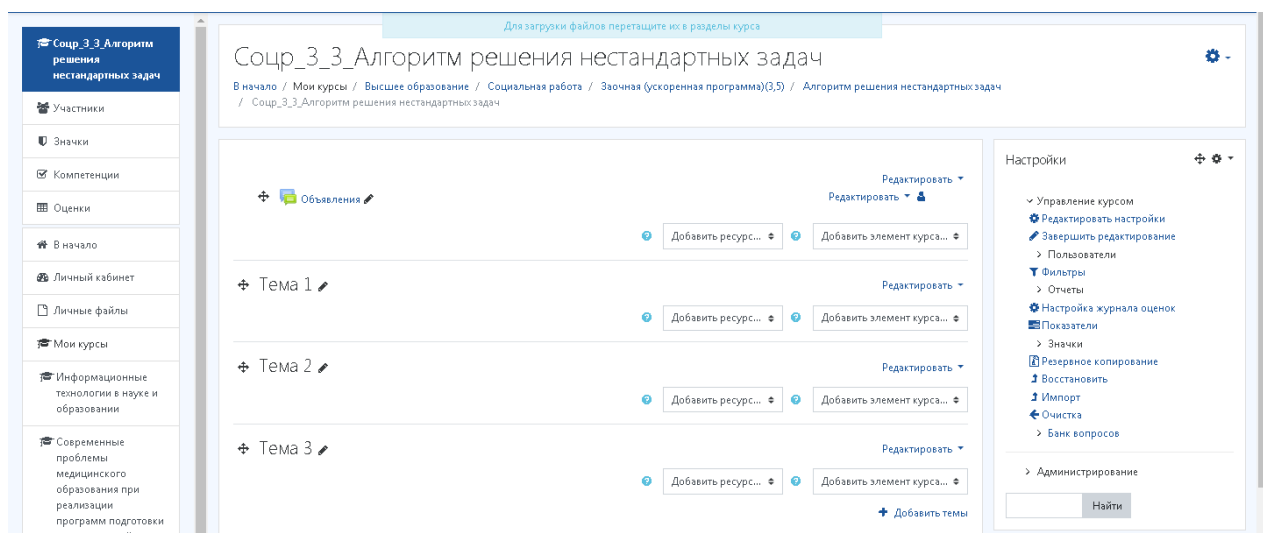 Для загрузки файлов перетащите их в разделы курса
Соцр_3_3_Алгоритм
решения
нестандартных задач
Участники
Значки
Компетенции
Оценки
В начало
Личный кабинет
Личные файлы
Мои курсы
Информационные
технологии в науке и
образовании
Современные
проблемы
медицинского
образования при
реализации
программ подготовки
Соцр_3_3_Алгоритм решения нестандартных задач
В начало / Мои курсы / Высшее образование / Социальная работа / Заочная (ускоренная программа)(3,5) / Алгоритм решения нестандартных задач
/ Соцр_3_3_Алгоритм решения нестандартных задач
Редактировать
Объявления
Редактировать
Добавить ресурс...
Добавить элемент курса...
Тема 1
Редактировать
Добавить ресурс...
Добавить элемент курса...
Тема 2
Редактировать
Добавить ресурс...
Добавить элемент курса...
Тема 3
Редактировать
Добавить ресурс...
Добавить элемент курса...
Добавить темы
Настройки
Управление курсом
Редактировать настройки
Завершить редактирование
Пользователи
Фильтры
Отчеты
Настройка журнала оценок
Показатели
Значки
Резервное копирование
Восстановить
Импорт
Очистка
Банк вопросов
Администрирование
Найти